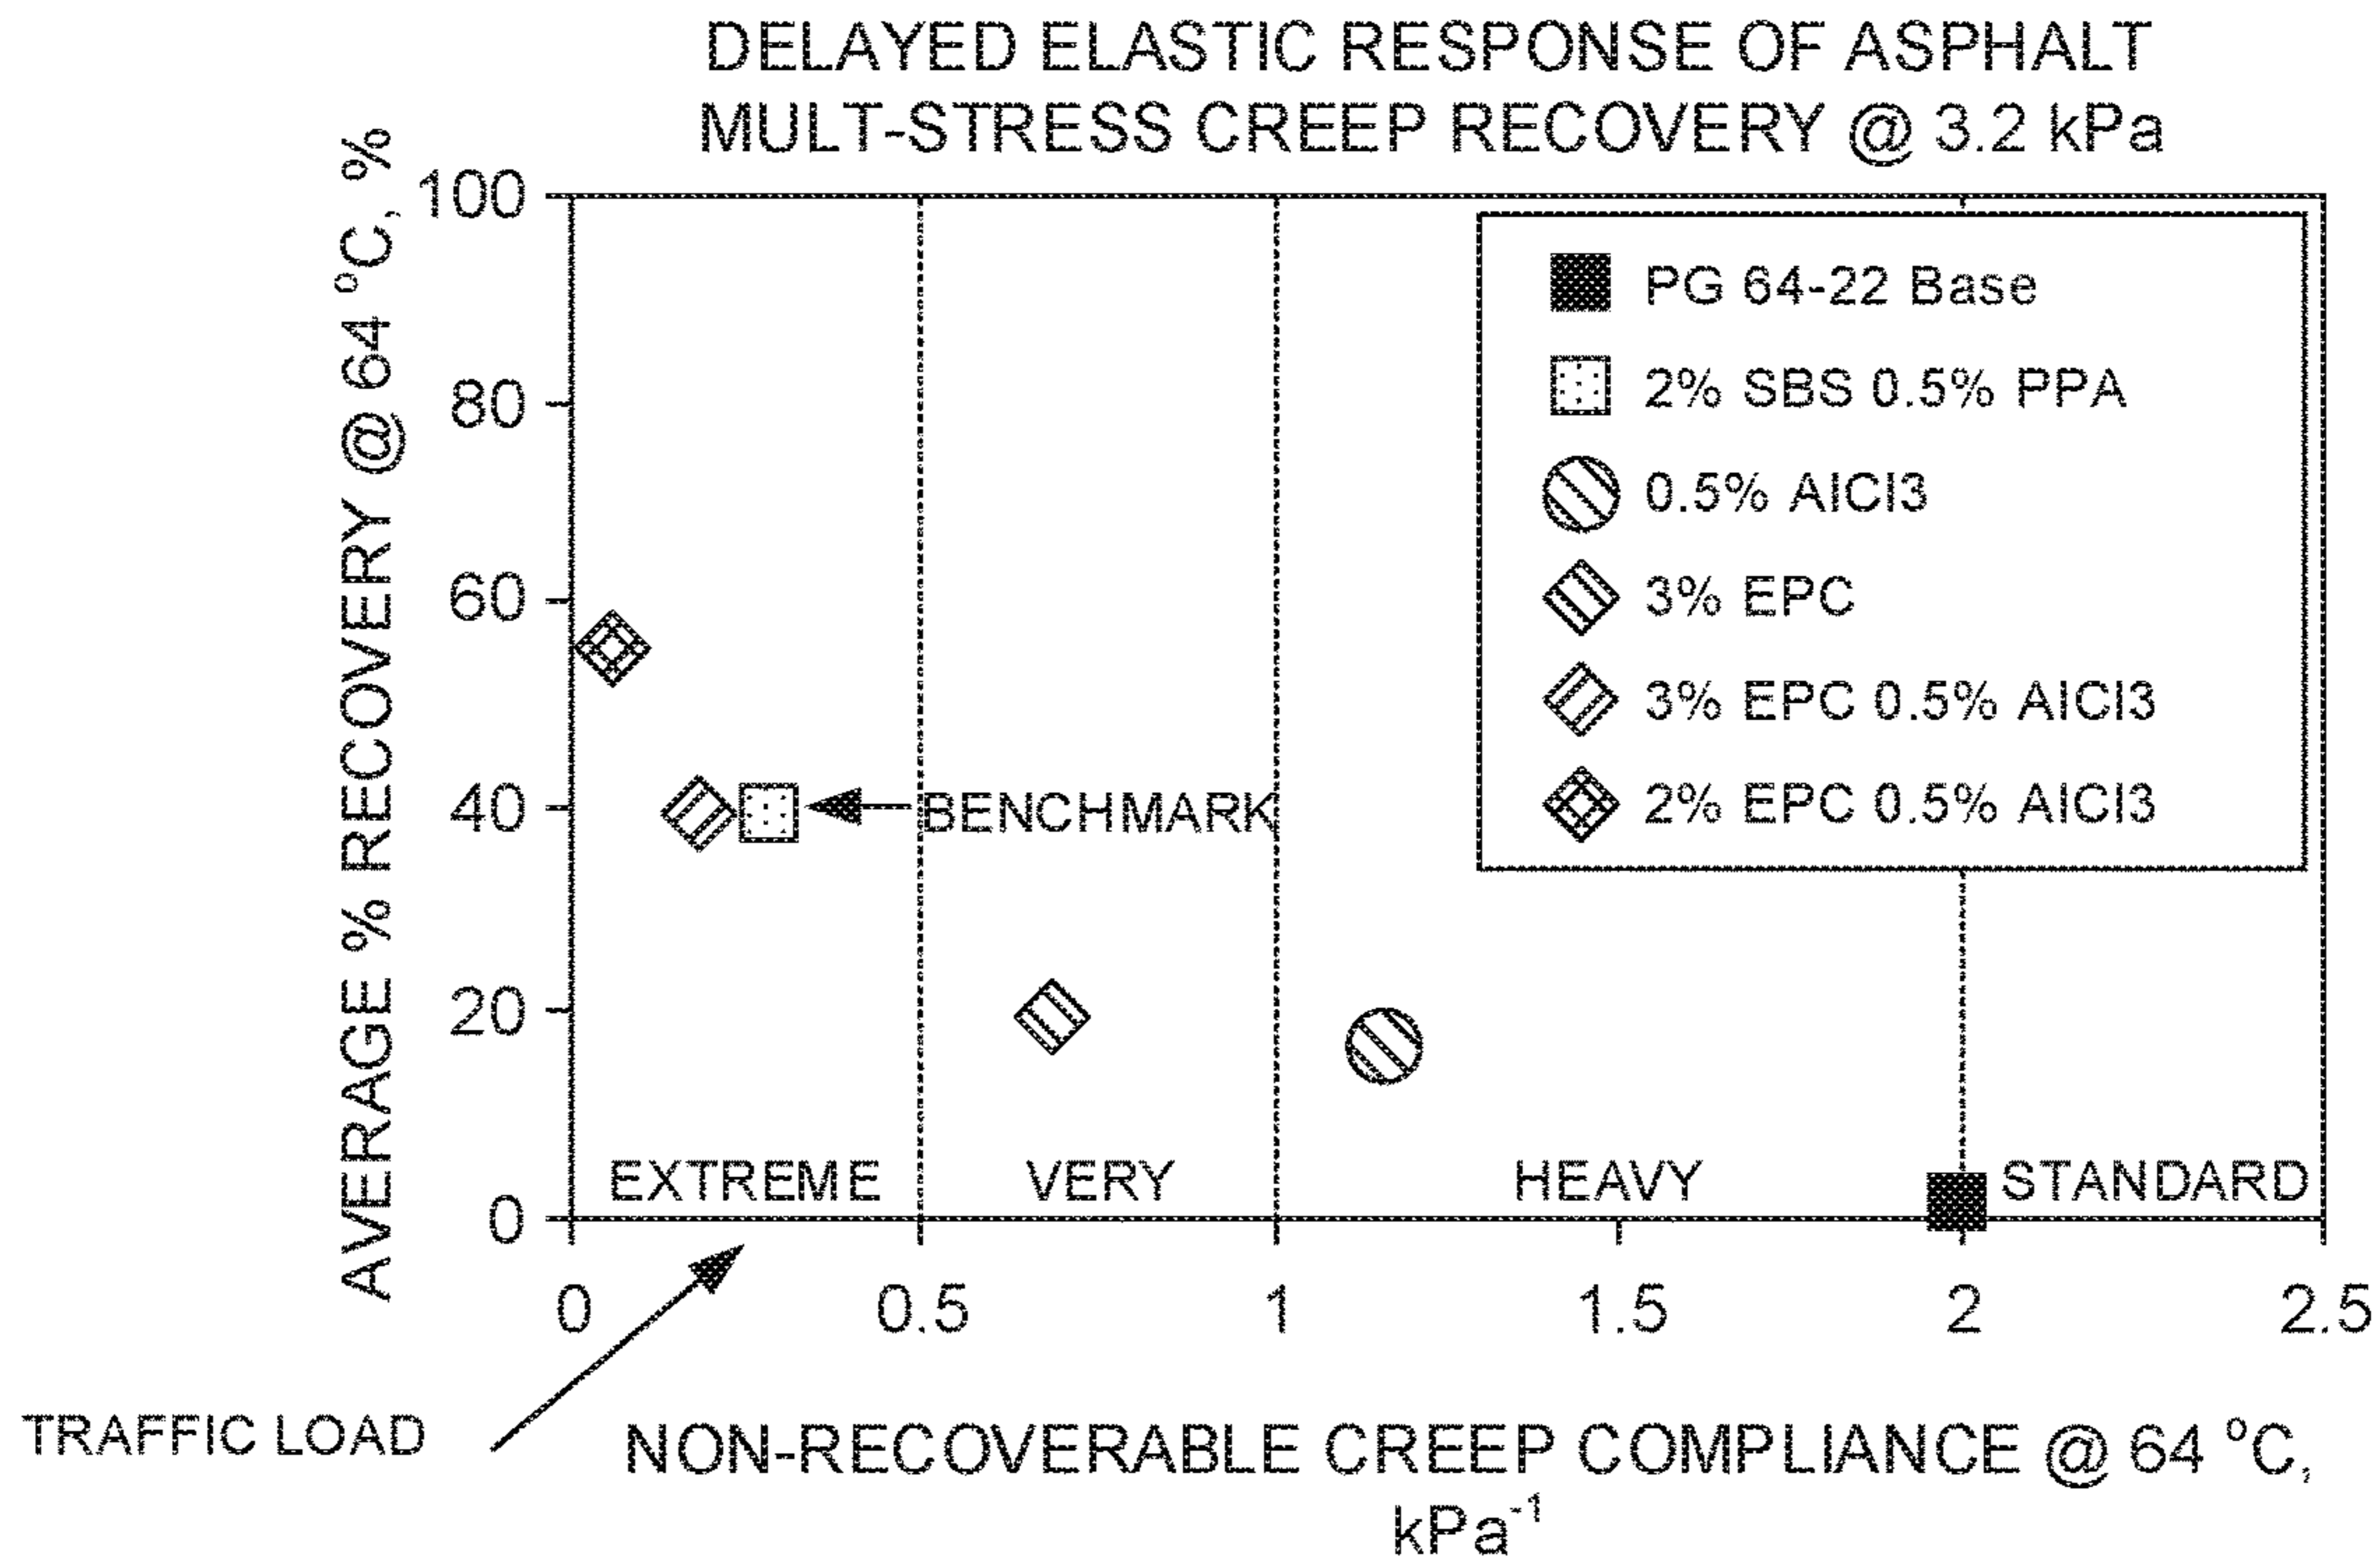 DELAYED ELASTIC RESPONSE OF ASPHALT
MULT-STRESS CREEP RECOVERY @ 3.2 kPa
AVERAGE % RECOVERY @ 64 °C, %
100
80
60
40
20
0
PG 64-22 Base
2% SBS 0.5% PPA
0.5% AlCl3
3% EPC
3% EPC 0.5% AlCl3
2% EPC 0.5% AlCl3
BENCHMARK
EXTREME
VERY
HEAVY
STANDARD
0
0.5
1
1.5
2
2.5
TRAFFIC LOAD
NON-RECOVERABLE CREEP COMPLIANCE @ 64 °C,
kPa⁻¹